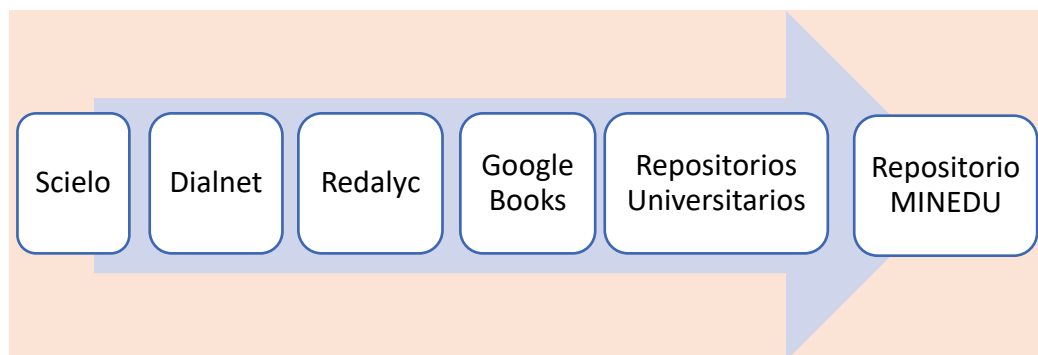 Scielo
Dialnet
Redalyc
Google
Books
Repositorios
Universitarios
Repositorio
MINEDU